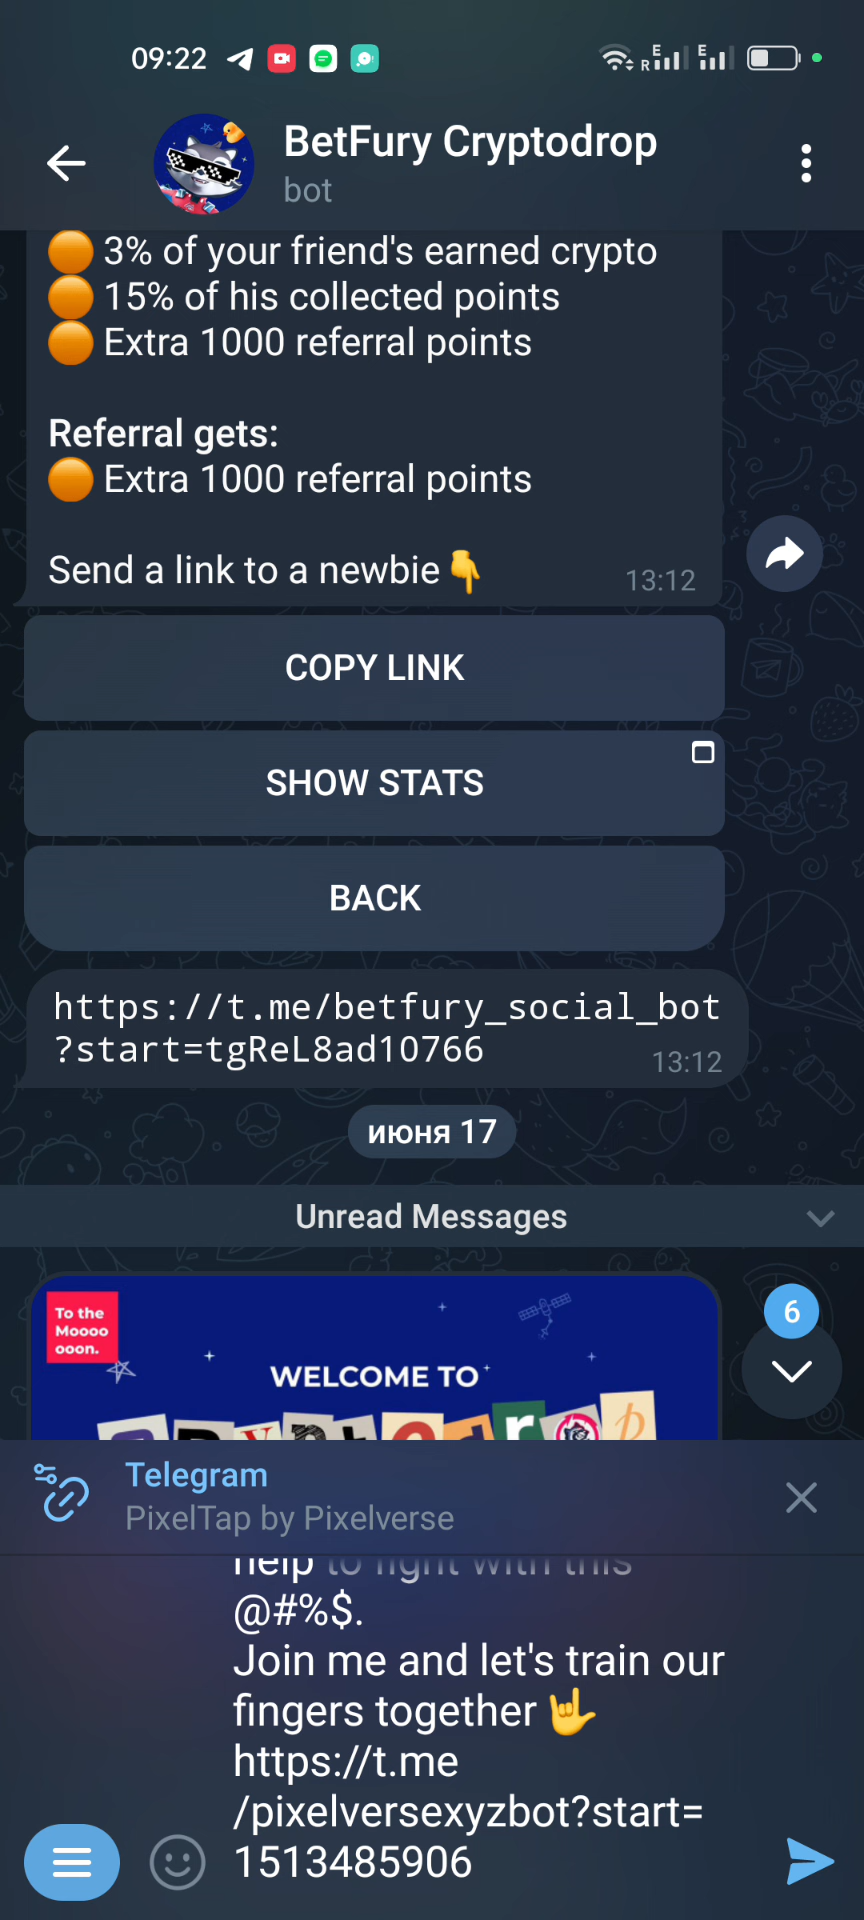 09:22
E
R
E
BetFury Cryptodrop
bot
3% of your friend's earned crypto
15% of his collected points
Extra 1000 referral points
Referral gets:
Extra 1000 referral points
Send a link to a newbie👇
13:12
COPY LINK
SHOW STATS
BACK
https://t.me/betfury_social_bot
?start=tgReL8ad10766
13:12
июня 17
Unread Messages
To the
Moooo
ooon.
WELCOME TO
6
Telegram
PixelTap by Pixelverse
help to fight with this
@#%$.
Join me and let's train our
fingers together 🤟
https://t.me
/pixelversexyzbot?start=
1513485906